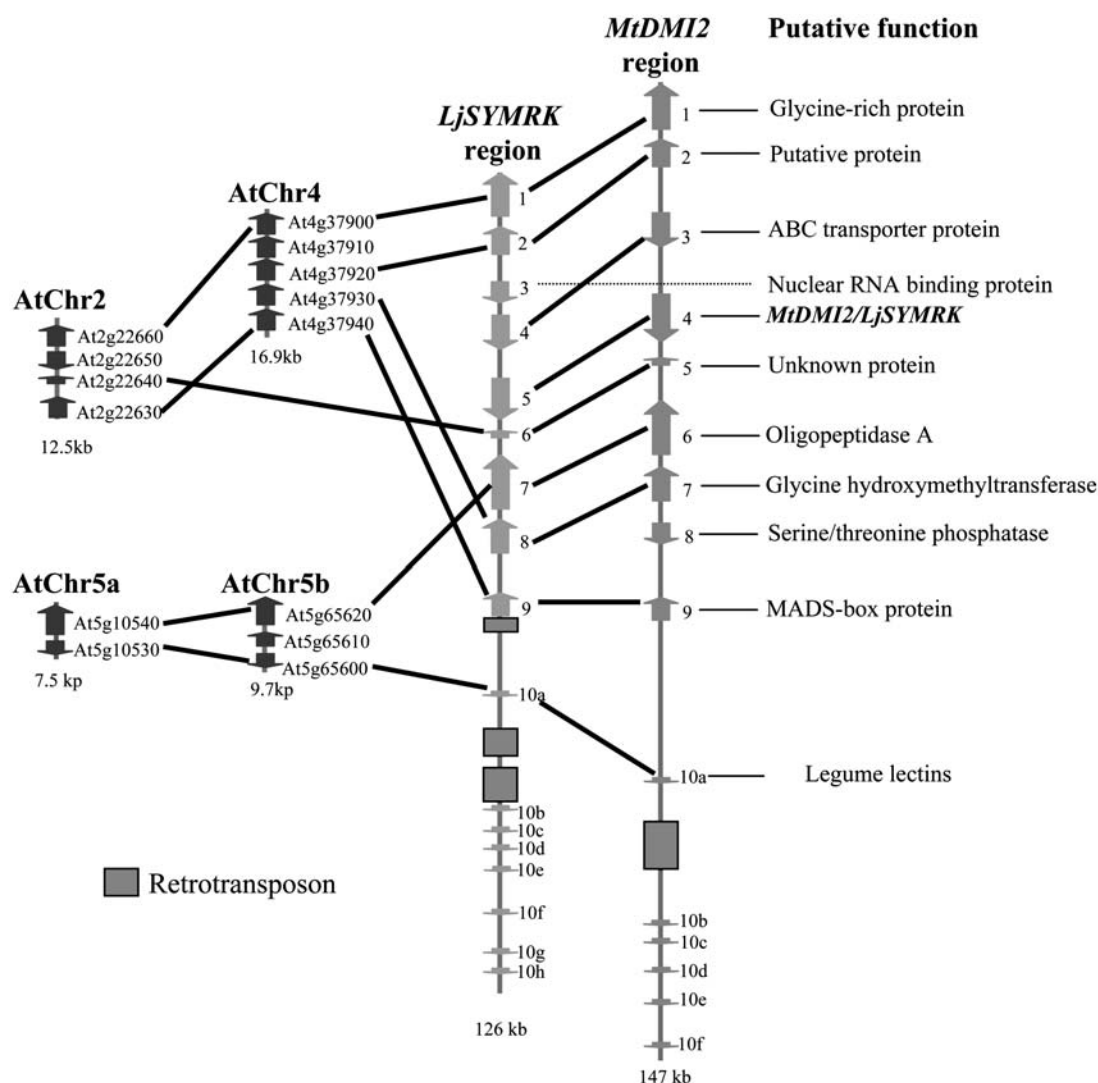 MtDMI2
region
Putative function
LjSYMRK
region
1
Glycine-rich protein
2
Putative protein
3
ABC transporter protein
Nuclear RNA binding protein
4
MtDMI2/LjSYMRK
5
Unknown protein
6
Oligopeptidase A
7
Glycine hydroxymethyltransferase
8
Serine/threonine phosphatase
9
MADS-box protein
10a
Legume lectins
10b
10c
10d
10e
10f
147 kb
1
2
3
4
5
6
7
8
9
10a
10b
10c
10d
10e
10f
10g
10h
126 kb
AtChr4
At4g37900
At4g37910
At4g37920
At4g37930
At4g37940
16.9kb
AtChr2
At2g22660
At2g22650
At2g22640
At2g22630
12.5kb
AtChr5a
At5g10540
At5g10530
7.5 kp
AtChr5b
At5g65620
At5g65610
At5g65600
9.7kp
Retrotransposon